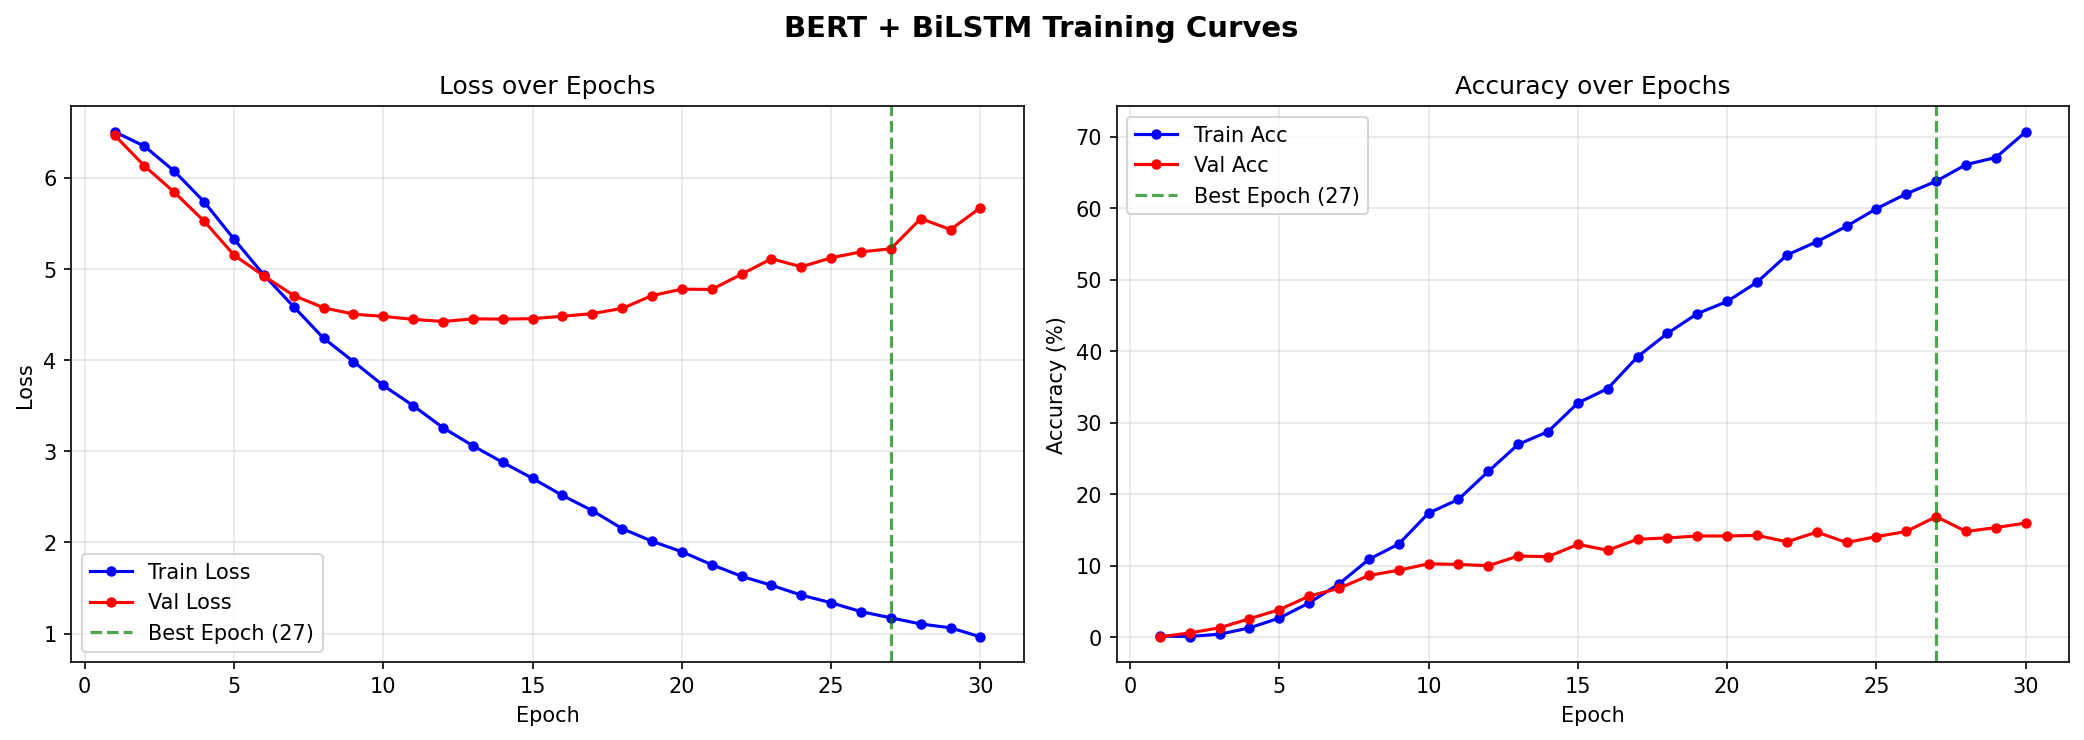 BERT + BiLSTM Training Curves
Loss over Epochs
Loss
6
5
4
3
2
1
Train Loss
Val Loss
Best Epoch (27)
0 5 10 15 20 25 30
Epoch
Accuracy over Epochs
Accuracy (%)
70
60
50
40
30
20
10
0
Train Acc
Val Acc
Best Epoch (27)
0 5 10 15 20 25 30
Epoch